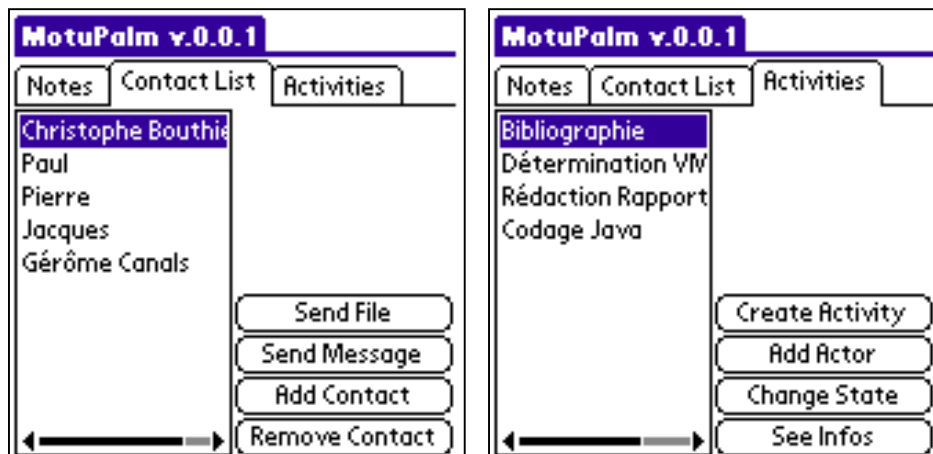 MotuPalm v.0.0.1
Notes Contact List Activities
Christophe Bouthie
Paul
Pierre
Jacques
Gérôme Canals
Send File
Send Message
Add Contact
Remove Contact
MotuPalm v.0.0.1
Notes Contact List Activities
Bibliographie
Détermination VM
Rédaction Rapport
Codage Java
Create Activity
Add Actor
Change State
See Infos